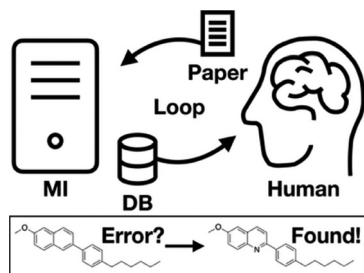 Paper
Loop
MI
DB
Human
O
Error?
O
Found!
N